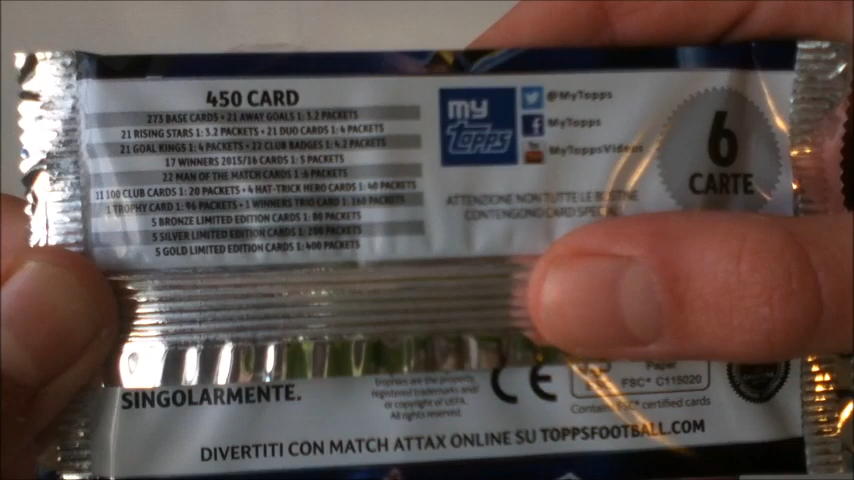 450 CARD
273 BASE CARDS • 21 AWAY GOALS 1: 3.2 PACKETS
21 RISING STARS 1: 3.2 PACKETS • 21 DUO CARDS 1: 4 PACKETS
21 GOAL KINGS 1: 4 PACKETS • 22 CLUB BADGES 1: 4.2 PACKETS
17 WINNERS 2015/16 CARD 1: 5 PACKETS
22 MAN OF THE MATCH CARDS 1: 6 PACKETS
11 100 CLUB CARDS 1: 20 PACKETS • 4 HAT-TRICK HERO CARDS 1: 40 PACKETS
1 TROPHY CARD 1: 96 PACKETS • 1 WINNERS TRIO CARD 1: 160 PACKETS
5 BRONZE LIMITED EDITION CARDS 1: 80 PACKETS
5 SILVER LIMITED EDITION CARDS 1: 200 PACKETS
5 GOLD LIMITED EDITION CARDS 1: 400 PACKETS
my
topps
@MyTopps
MyTopps
MyToppsVideos
ATTENZIONE NON TUTTE LE BUSTINE
CONTENGONO CARD SPECIALI
6
CARTE
SINGOLARMENTE.
trophies are the property,
registered trademarks and/
or copyright of UEFA.
All rights reserved.
CE
Paper
FSC® C115020
Contains FSC® certified cards
DIVERTITI CON MATCH ATTAX ONLINE SU TOPPSFOOTBALL.COM